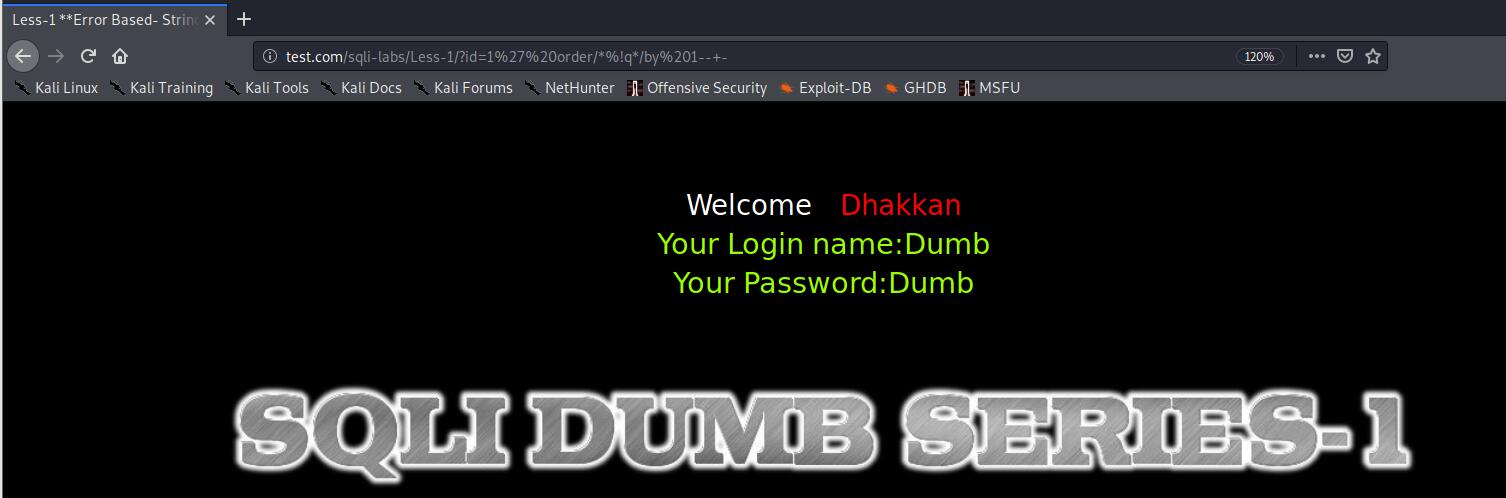 Less-1 **Error Based- String
test.com/sqli-labs/Less-1/?id=1%27%20order/*%!q*/by%201--+-
120%
Kali Linux Kali Training Kali Tools Kali Docs Kali Forums NetHunter Offensive Security Exploit-DB GHDB MSFU
Welcome Dhakkan
Your Login name:Dumb
Your Password:Dumb
SQLI DUMB SERIES-1